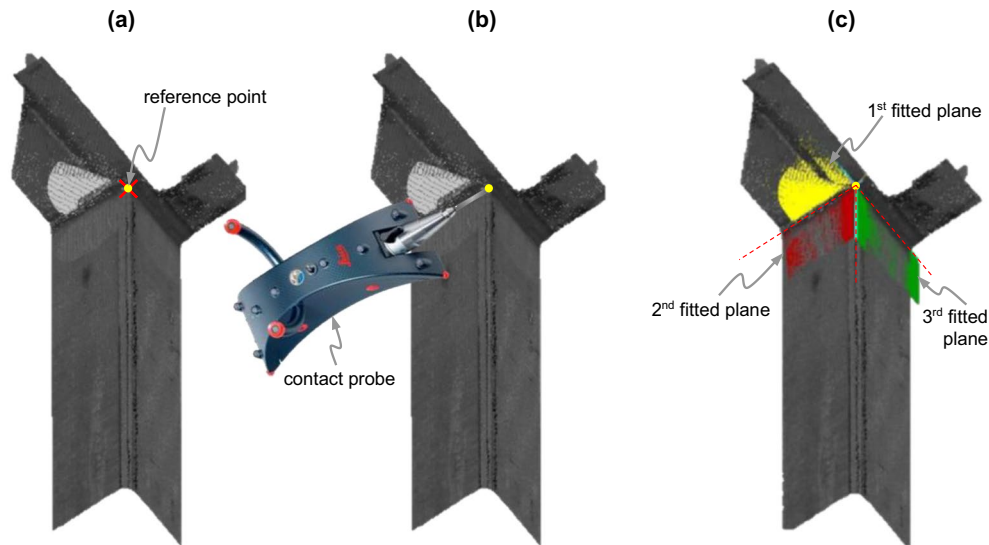 (a)
(b)
(c)
reference point
1st fitted plane
2nd fitted plane
3rd fitted
plane
contact probe